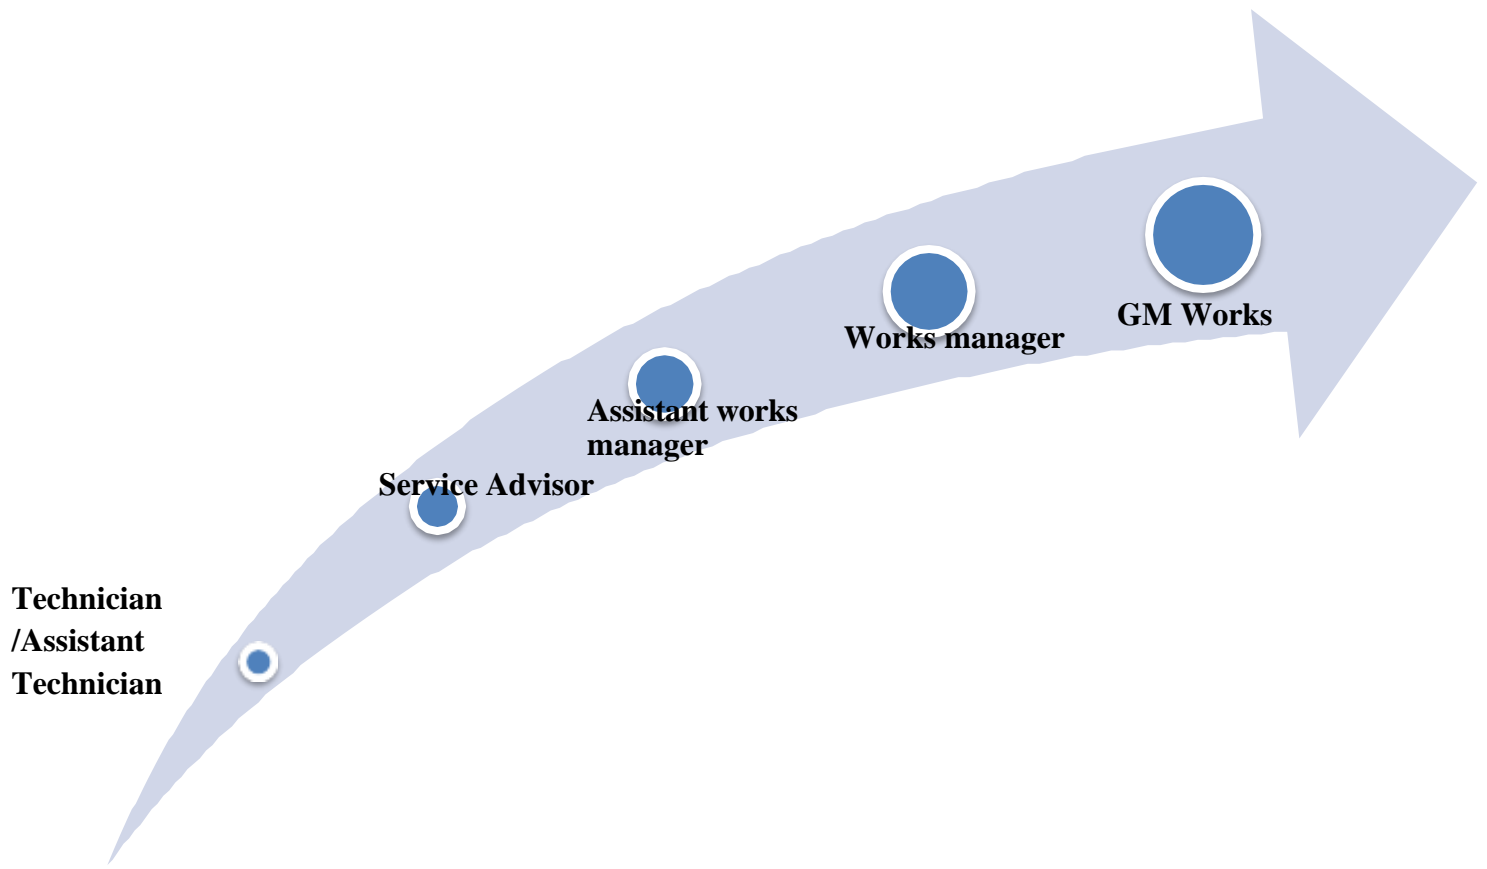 GM Works
Works manager
Assistant works
manager
Service Advisor
Technician
/Assistant
Technician